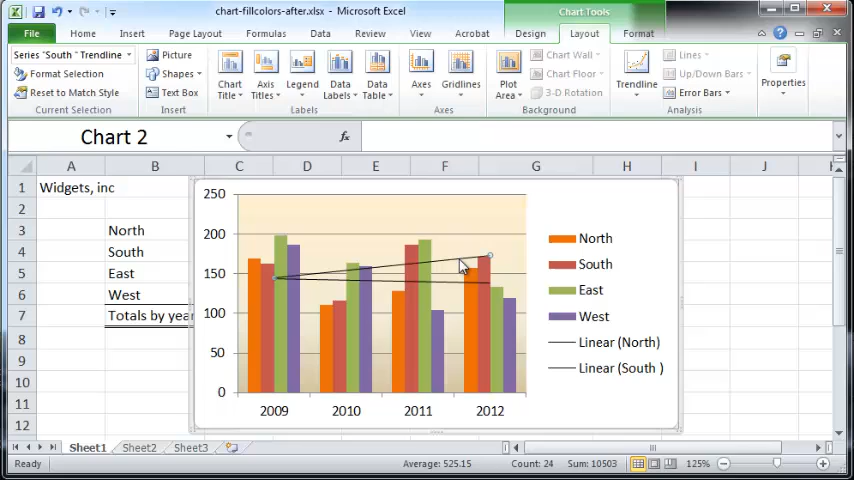 chart-fillcolors-after.xlsx - Microsoft Excel
Chart Tools
File Home Insert Page Layout Formulas Data Review View Acrobat Design Layout Format
Series "South " Trendline
Format Selection
Reset to Match Style
Current Selection
Picture
Shapes
Text Box
Insert
Chart Title
Axis Titles
Legend
Data Labels
Data Table
Labels
Axes
Gridlines
Axes
Plot Area
Chart Wall
Chart Floor
3-D Rotation
Background
Trendline
Lines
Up/Down Bars
Error Bars
Analysis
Properties
Chart 2 fx
A B C D E F G H I J
1 Widgets, inc
2
3 North
4 South
5 East
6 West
7 Totals by year
8
9
10
11
12
250
200
150
100
50
0
2009 2010 2011 2012
North
South
East
West
Linear (North)
Linear (South )
Sheet1 Sheet2 Sheet3
Ready Average: 525.15 Count: 24 Sum: 10503 125%